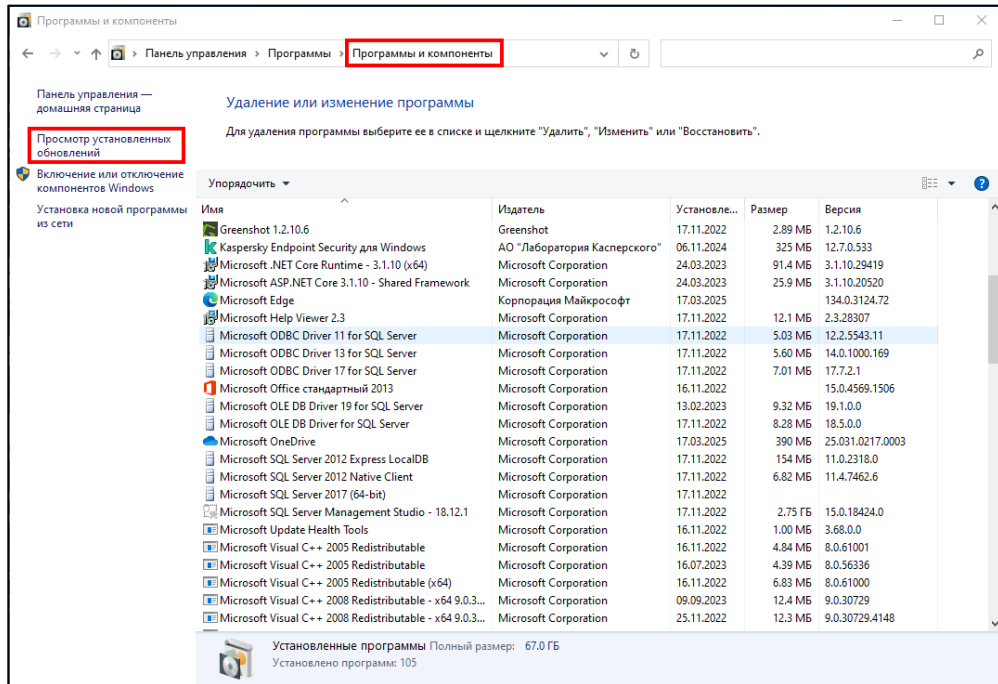 Программы и компоненты
Панель управления > Программы > Программы и компоненты
Панель управления —
домашняя страница
Просмотр установленных
обновлений
Включение или отключение
компонентов Windows
Установка новой программы
из сети
Удаление или изменение программы
Для удаления программы выберите ее в списке и щелкните "Удалить", "Изменить" или "Восстановить".
Упорядочить
Имя Издатель Установле... Размер Версия
Greenshot 1.2.10.6 Greenshot 17.11.2022 2.89 МБ 1.2.10.6
Kaspersky Endpoint Security для Windows АО "Лаборатория Касперского" 06.11.2024 325 МБ 12.7.0.533
Microsoft .NET Core Runtime - 3.1.10 (x64) Microsoft Corporation 24.03.2023 91.4 МБ 3.1.10.29419
Microsoft ASP.NET Core 3.1.10 - Shared Framework Microsoft Corporation 24.03.2023 25.9 МБ 3.1.10.20520
Microsoft Edge Корпорация Майкрософт 17.03.2025 134.0.3124.72
Microsoft Help Viewer 2.3 Microsoft Corporation 17.11.2022 12.1 МБ 2.3.28307
Microsoft ODBC Driver 11 for SQL Server Microsoft Corporation 17.11.2022 5.03 МБ 12.2.5543.11
Microsoft ODBC Driver 13 for SQL Server Microsoft Corporation 17.11.2022 5.60 МБ 14.0.1000.169
Microsoft ODBC Driver 17 for SQL Server Microsoft Corporation 17.11.2022 7.01 МБ 17.7.2.1
Microsoft Office стандартный 2013 Microsoft Corporation 16.11.2022 15.0.4569.1506
Microsoft OLE DB Driver 19 for SQL Server Microsoft Corporation 13.02.2023 9.32 МБ 19.1.0.0
Microsoft OLE DB Driver for SQL Server Microsoft Corporation 17.11.2022 8.28 МБ 18.5.0.0
Microsoft OneDrive Microsoft Corporation 17.03.2025 390 МБ 25.031.0217.0003
Microsoft SQL Server 2012 Express LocalDB Microsoft Corporation 17.11.2022 154 МБ 11.0.2318.0
Microsoft SQL Server 2012 Native Client Microsoft Corporation 17.11.2022 6.82 МБ 11.4.7462.6
Microsoft SQL Server 2017 (64-bit) Microsoft Corporation 17.11.2022
Microsoft SQL Server Management Studio - 18.12.1 Microsoft Corporation 17.11.2022 2.75 ГБ 15.0.18424.0
Microsoft Update Health Tools Microsoft Corporation 16.11.2022 1.00 МБ 3.68.0.0
Microsoft Visual C++ 2005 Redistributable Microsoft Corporation 16.11.2022 4.84 МБ 8.0.61001
Microsoft Visual C++ 2005 Redistributable Microsoft Corporation 16.07.2023 4.39 МБ 8.0.56336
Microsoft Visual C++ 2005 Redistributable (x64) Microsoft Corporation 16.11.2022 6.83 МБ 8.0.61000
Microsoft Visual C++ 2008 Redistributable - x64 9.0.3... Microsoft Corporation 09.09.2023 12.4 МБ 9.0.30729
Microsoft Visual C++ 2008 Redistributable - x64 9.0.3... Microsoft Corporation 25.11.2022 12.3 МБ 9.0.30729.4148
Установленные программы Полный размер: 67.0 ГБ
Установлено программ: 105